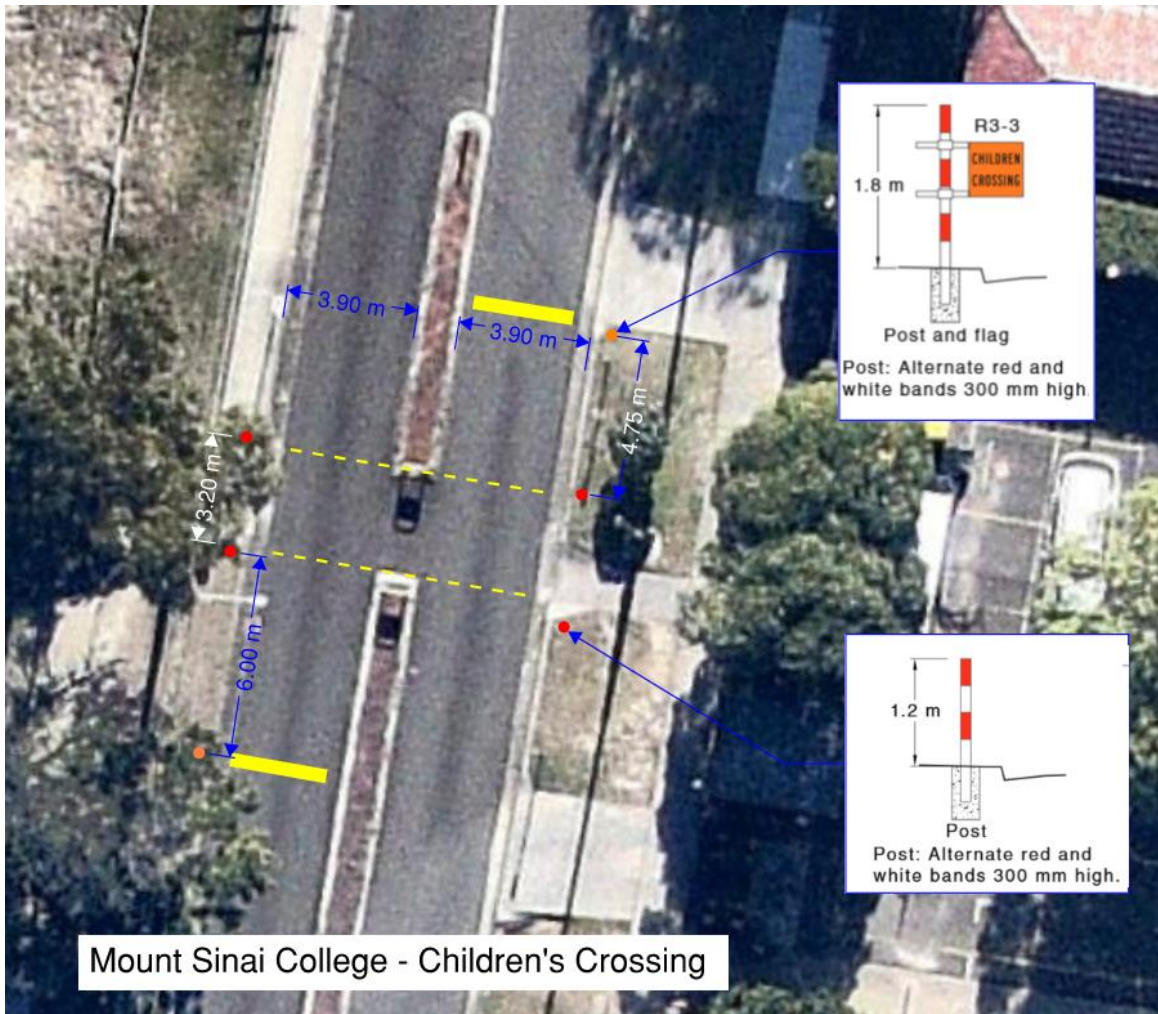 R3-3
CHILDREN
CROSSING
1.8 m
Post and flag
Post: Alternate red and
white bands 300 mm high.
3.90 m
3.90 m
4.75 m
3.20 m
6.00 m
1.2 m
Post
Post: Alternate red and
white bands 300 mm high.
Mount Sinai College - Children's Crossing